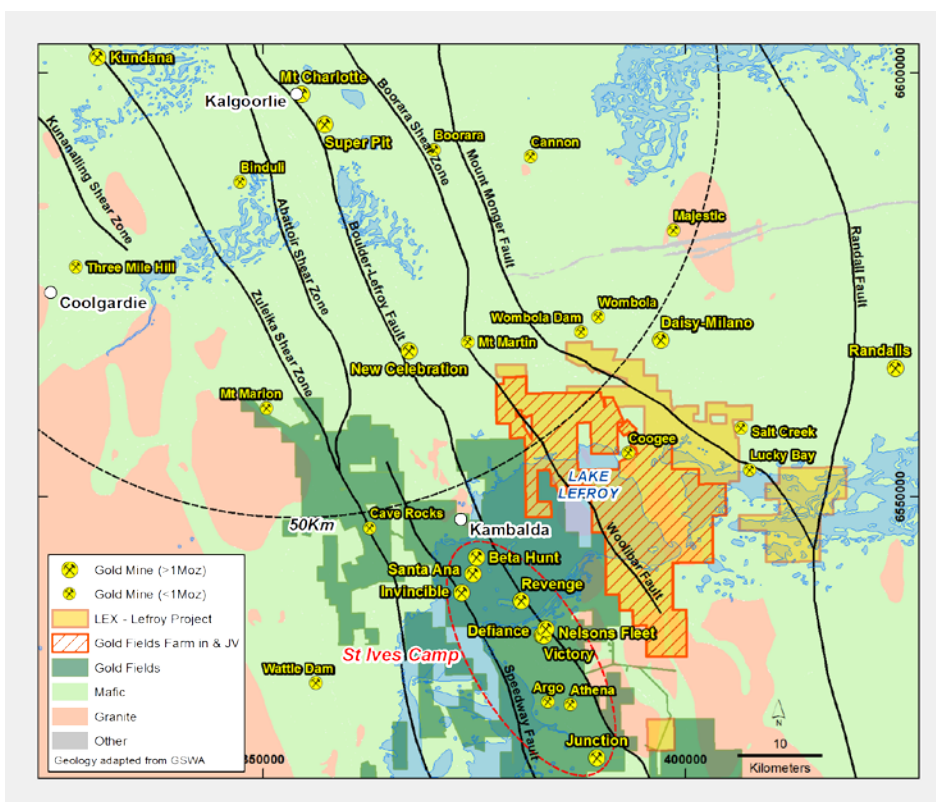 Kundana
Mt Charlotte
Kalgoorlie
Super Pit
Boorara Shear Zone
Boorara
Cannon
6600000
Kunanalling Shear Zone
Binduli
Abattoir Shear Zone
Boulder-Lefroy Fault
Mount Monger Fault
Majestic
Randall Fault
Three Mile Hill
Coolgardie
Zuleika Shear Zone
Wombola
Wombola Dam
Daisy-Milano
Mt Martin
New Celebration
Randalls
Mt Marion
Coogee
Salt Creek
Lucky Bay
LAKE
LEFROY
6550000
50Km
Cave Rocks
Kambalda
Woolibar Fault
Beta Hunt
Santa Ana
Invincible
Revenge
Defiance
Nelsons Fleet
Victory
St Ives Camp
Wattle Dam
Speedway Fault
Argo
Athena
Junction
Gold Mine (>1Moz)
Gold Mine (<1Moz)
LEX - Lefroy Project
Gold Fields Farm in & JV
Gold Fields
Mafic
Granite
Other
Geology adapted from GSWA
350000
400000
N
10
Kilometers